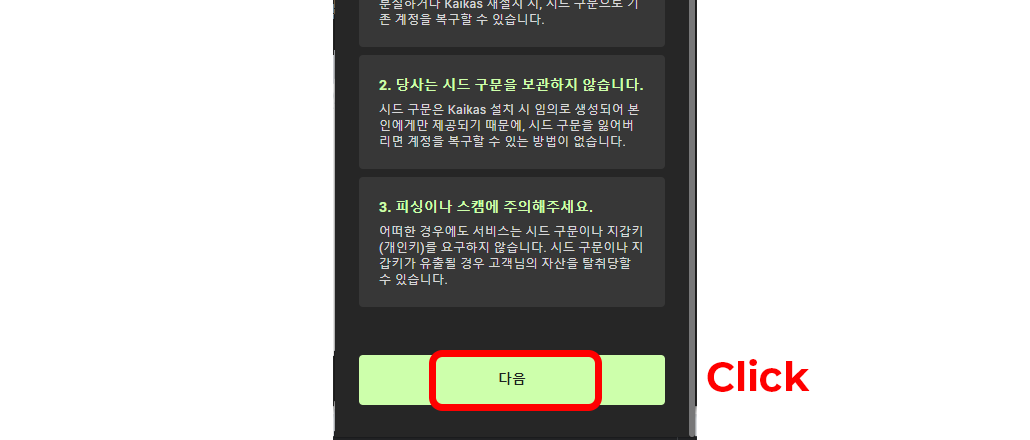 분실하거나 Kaikas 재설치 시, 시드 구문으로 기
존 계정을 복구할 수 있습니다.
2. 당사는 시드 구문을 보관하지 않습니다.
시드 구문은 Kaikas 설치 시 임의로 생성되어 본
인에게만 제공되기 때문에, 시드 구문을 잃어버
리면 계정을 복구할 수 있는 방법이 없습니다.
3. 피싱이나 스캠에 주의해주세요.
어떠한 경우에도 서비스는 시드 구문이나 지갑키
(개인키)를 요구하지 않습니다. 시드 구문이나 지
갑키가 유출될 경우 고객님의 자산을 탈취당할
수 있습니다.
다음
Click